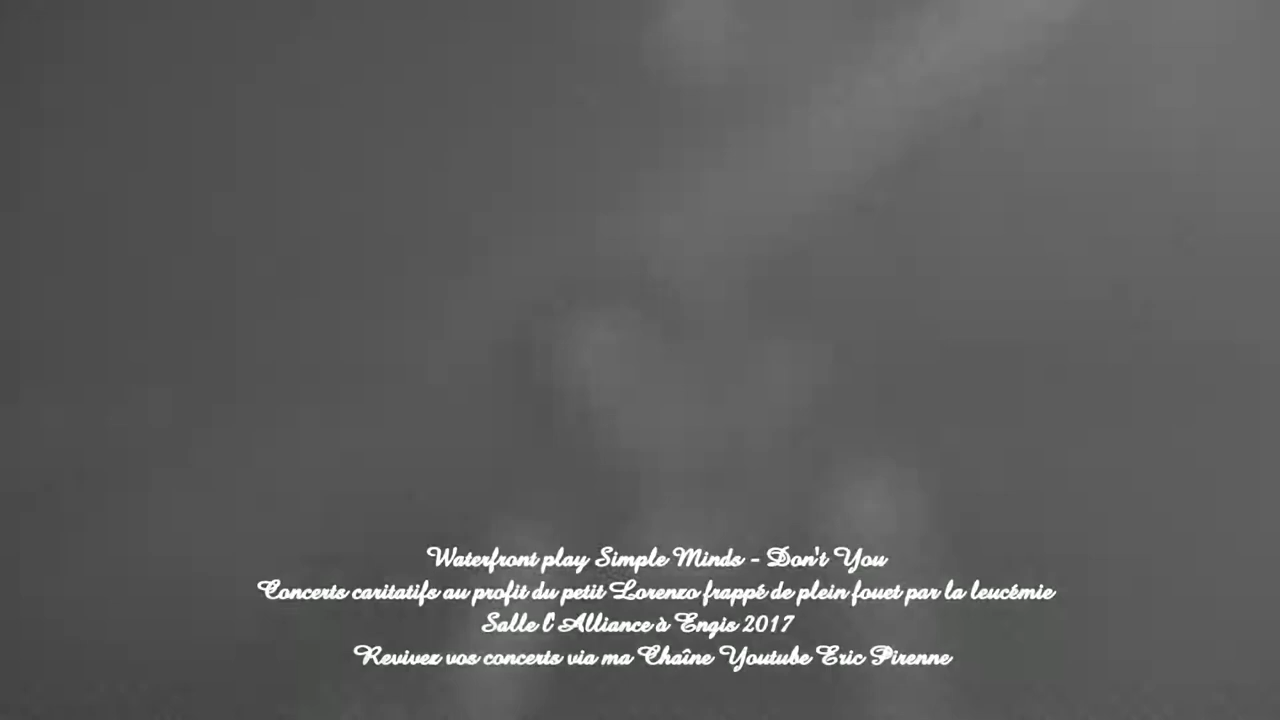 Waterfront play Simple Minds - Don't You
Concerts caritatifs au profit du petit Lorenzo frappé de plein fouet par la leucémie
Salle l'Alliance à Engis 2017
Revivez vos concerts via ma Chaîne Youtube Eric Pirenne